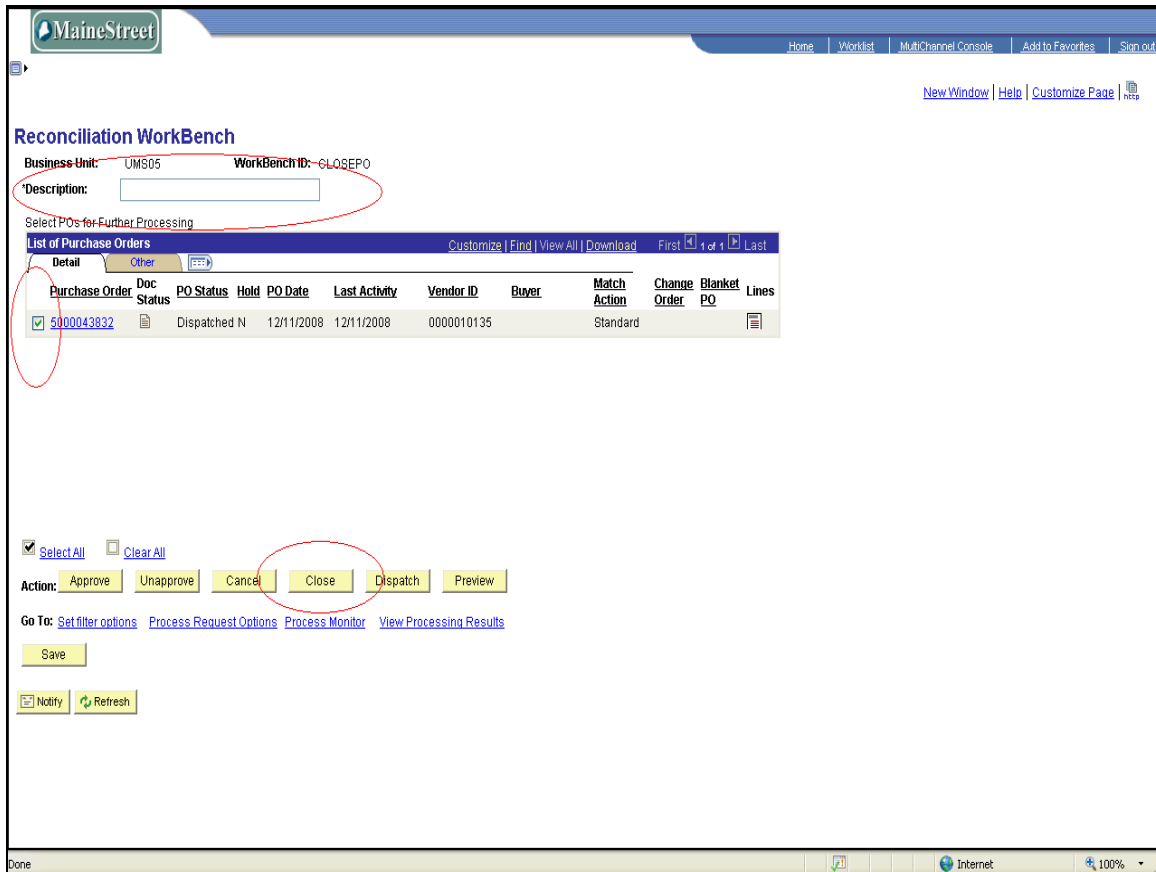 MaineStreet
Home Worklist MultiChannel Console Add to Favorites Sign out
New Window | Help | Customize Page | http
Reconciliation WorkBench
Business Unit: UMS05 WorkBench ID: CLOSEPO
*Description:
Select POs for Further Processing
List of Purchase Orders Customize | Find | View All | Download First 1 of 1 Last
Detail Other
Purchase Order Doc Status PO Status Hold PO Date Last Activity Vendor ID Buyer Match Action Change Order Blanket PO Lines
5000043832 Dispatched N 12/11/2008 12/11/2008 0000010135 Standard
Select All Clear All
Action: Approve Unapprove Cancel Close Dispatch Preview
Go To: Set filter options Process Request Options Process Monitor View Processing Results
Save
Notify Refresh
Done Internet 100%